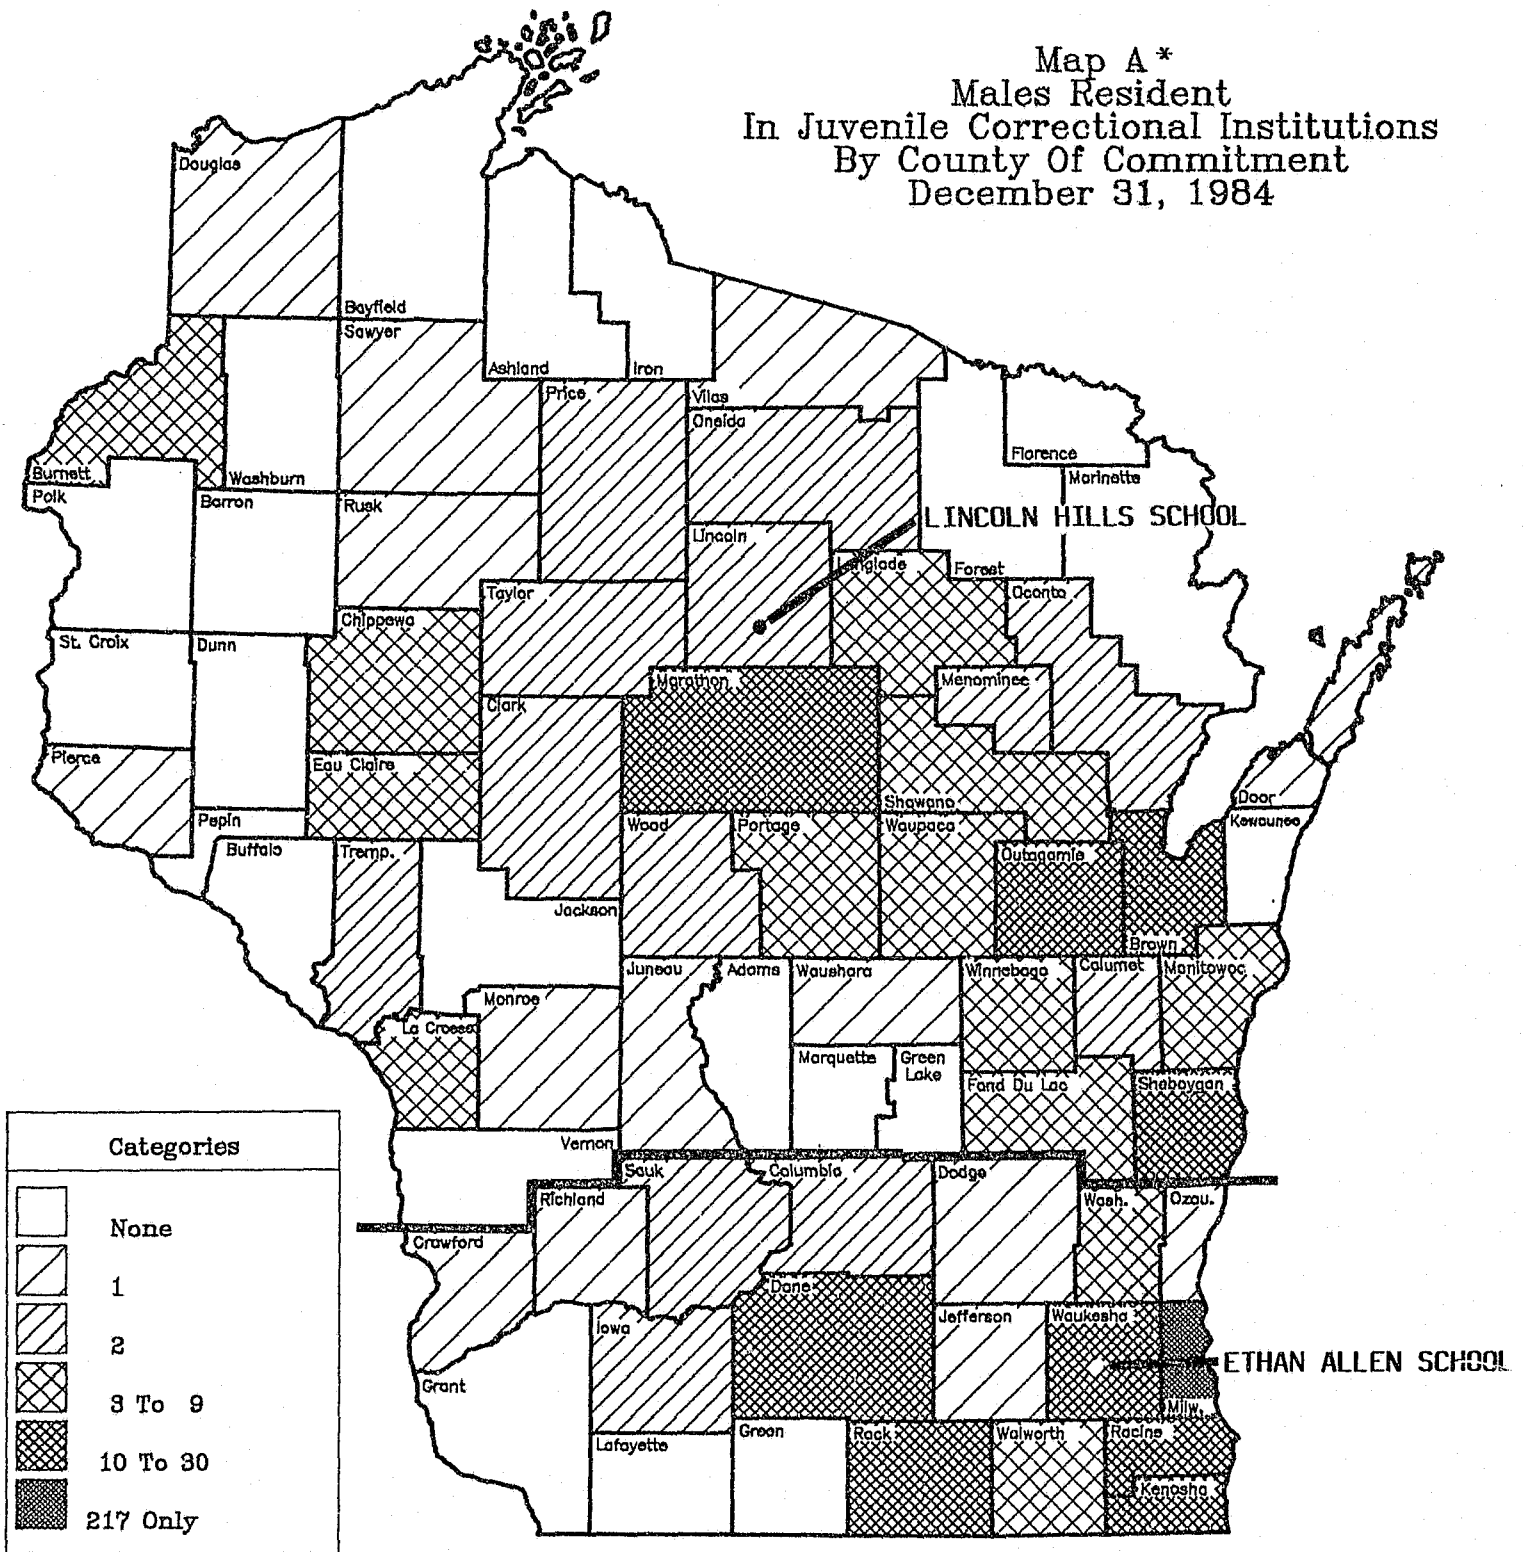 Map A*
Males Resident
In Juvenile Correctional Institutions
By County Of Commitment
December 31, 1984
Douglas
Bayfield
Sawyer
Ashland
Iron
Price
Vilas
Oneida
Florence
Burnett
Washburn
Marinette
Polk
Barron
Rusk
LINCOLN HILLS SCHOOL
Lincoln
Langlade
Forest
Taylor
Oconto
Chippewa
St. Croix
Dunn
Marathon
Menominee
Clark
Pierce
Eau Claire
Shawano
Door
Pepin
Wood
Portage
Waupaca
Kewaunee
Buffalo
Tremp.
Outagamie
Jackson
Brown
Juneau
Adams
Waushara
Winnebago
Calumet
Manitowoc
Monroe
La Crosse
Marquette
Green
Lake
Fond Du Lac
Sheboygan
Vernon
Sauk
Columbia
Dodge
Richland
Wash.
Ozau.
Crawford
Dane
Iowa
Jefferson
Waukesha
ETHAN ALLEN SCHOOL
Grant
Milw.
Lafayette
Green
Rock
Walworth
Racine
Kenosha
Categories
None
1
2
3 To 9
10 To 30
217 Only